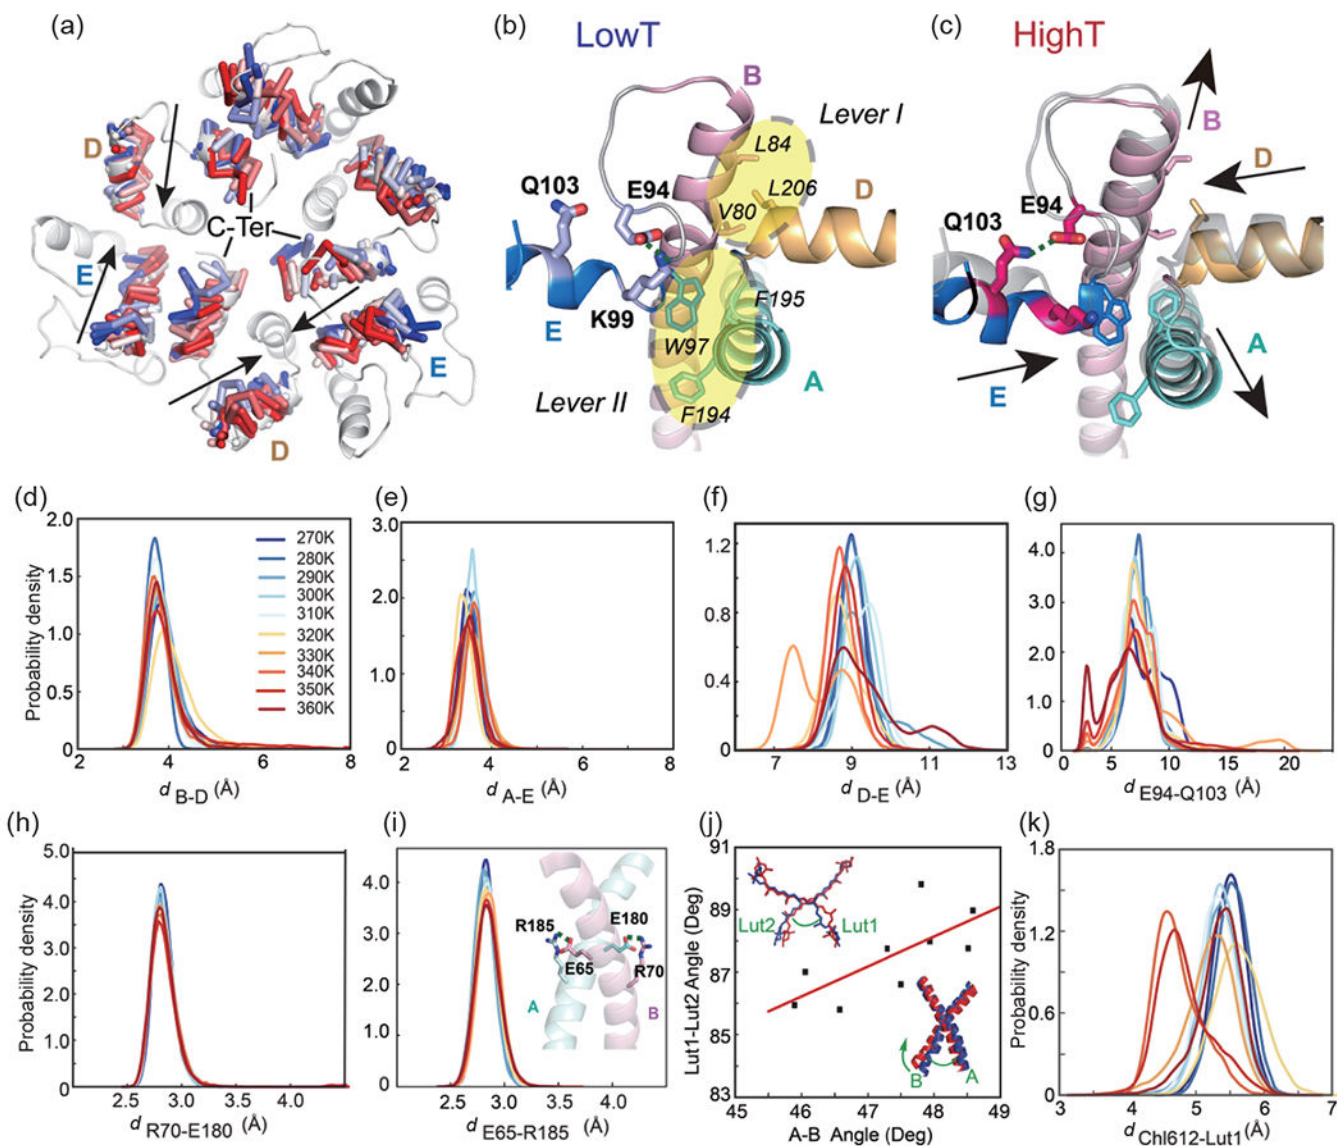 (a)
D
E
C-Ter
D
E
(b)
LowT
B
Lever I
L84
Q103
E94
L206
D
V80
E
K99
F195
W97
A
Lever II
F194
(c)
HighT
B
D
E94
Q103
A
E
(d)
Probability density
2.0
1.5
1.0
0.5
0
2
4
6
8
d B-D (Å)
270K
280K
290K
300K
310K
320K
330K
340K
350K
360K
(e)
3.0
2.0
1.0
0
2
4
6
8
d A-E (Å)
(f)
1.2
0.8
0.4
0
7
9
11
13
d D-E (Å)
(g)
4.0
3.0
2.0
1.0
0
5
10
15
20
d E94-Q103 (Å)
(h)
Probability density
5.0
4.0
3.0
2.0
1.0
0
2.5
3.0
3.5
4.0
d R70-E180 (Å)
(i)
4.0
3.0
2.0
1.0
0
2.5
3.0
3.5
4.0
d E65-R185 (Å)
R185
E180
E65
R70
A
B
(j)
Lut1-Lut2 Angle (Deg)
91
89
87
85
83
45
46
47
48
49
A-B Angle (Deg)
Lut2
Lut1
B
A
(k)
Probability density
1.8
1.2
0.6
0
3
4
5
6
7
d Chl612-Lut1 (Å)